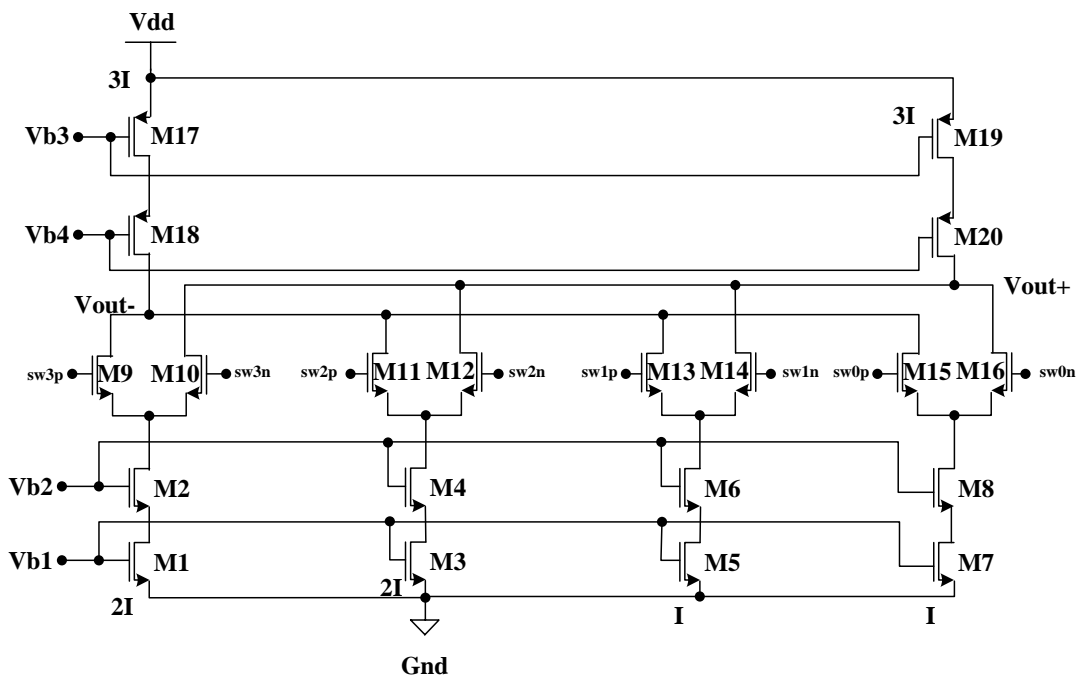 Vdd
3I
Vb3
M17
3I
M19
Vb4
M18
M20
Vout-
Vout+
sw3p
M9
M10
sw3n
sw2p
M11
M12
sw2n
sw1p
M13
M14
sw1n
sw0p
M15
M16
sw0n
Vb2
M2
M4
M6
M8
Vb1
M1
M3
M5
M7
2I
2I
I
I
Gnd